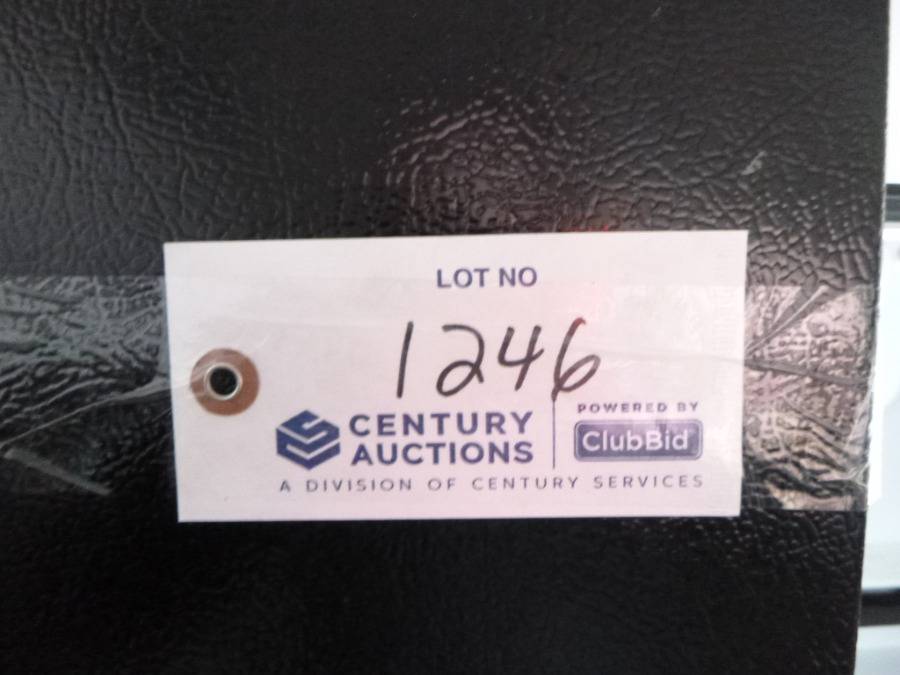 LOT NO
1246
CENTURY
AUCTIONS
POWERED BY
ClubBid
A DIVISION OF CENTURY SERVICES